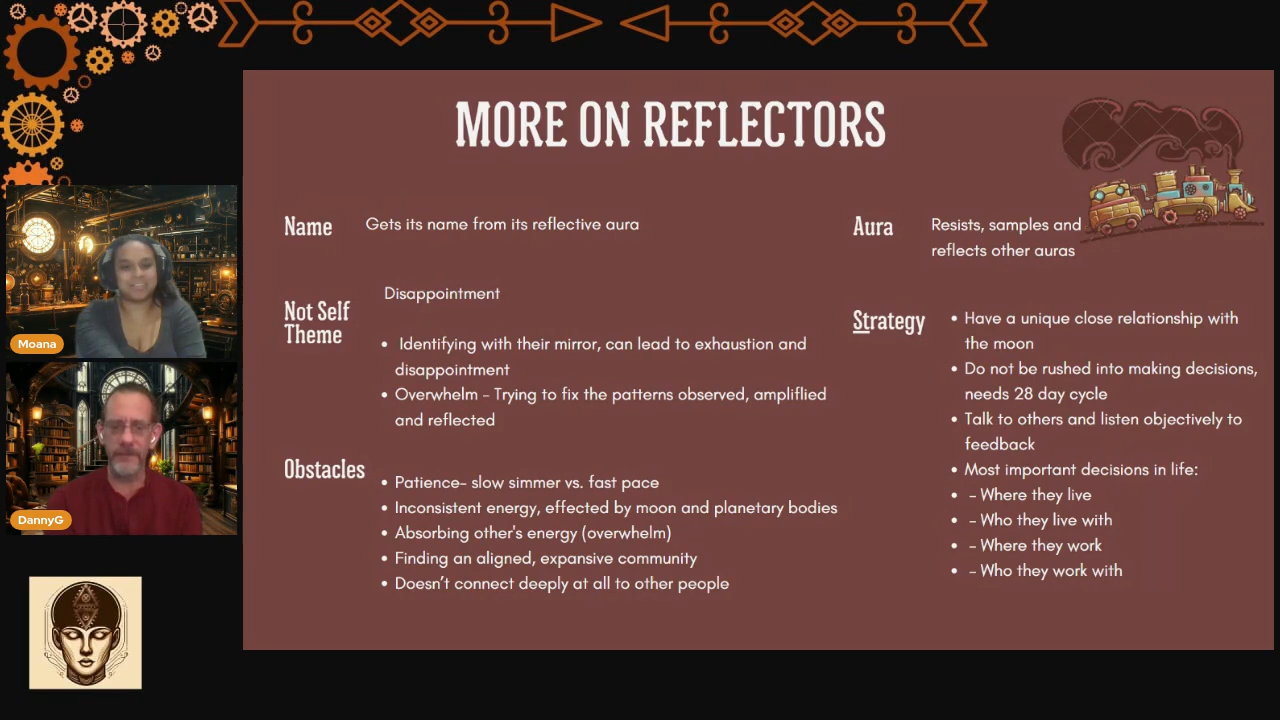 MORE ON REFLECTORS
Name
Gets its name from its reflective aura
Not Self
Theme
Disappointment
• Identifying with their mirror, can lead to exhaustion and
disappointment
• Overwhelm - Trying to fix the patterns observed, amplified
and reflected
Obstacles
• Patience- slow simmer vs. fast pace
• Inconsistent energy, effected by moon and planetary bodies
• Absorbing other's energy (overwhelm)
• Finding an aligned, expansive community
• Doesn't connect deeply at all to other people
Aura
Resists, samples and
reflects other auras
Strategy
• Have a unique close relationship with
the moon
• Do not be rushed into making decisions,
needs 28 day cycle
• Talk to others and listen objectively to
feedback
• Most important decisions in life:
• - Where they live
• - Who they live with
• - Where they work
• - Who they work with
Moana
DannyG